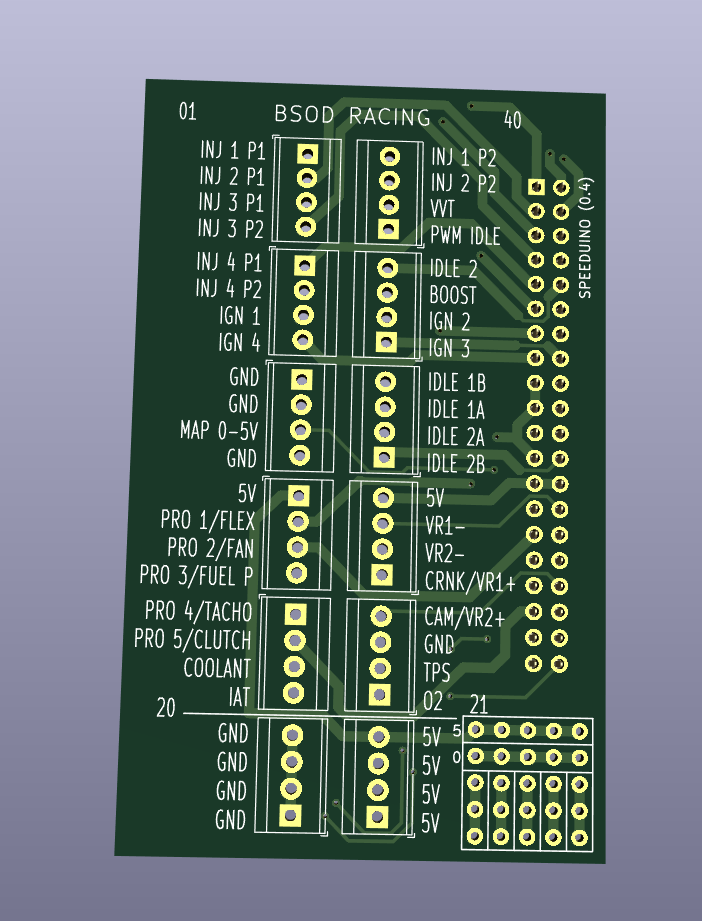 01
BSOD RACING
40
INJ 1 P1
INJ 2 P1
INJ 3 P1
INJ 3 P2
INJ 1 P2
INJ 2 P2
VVT
PWM IDLE
SPEEDUINO (0.4)
INJ 4 P1
INJ 4 P2
IGN 1
IGN 4
IDLE 2
BOOST
IGN 2
IGN 3
GND
GND
MAP 0-5V
GND
IDLE 1B
IDLE 1A
IDLE 2A
IDLE 2B
5V
PRO 1/FLEX
PRO 2/FAN
PRO 3/FUEL P
5V
VR1-
VR2-
CRNK/VR1+
PRO 4/TACHO
PRO 5/CLUTCH
COOLANT
IAT
CAM/VR2+
GND
TPS
O2
20
21
GND
GND
GND
GND
5V
5V
5V
5V
5
0